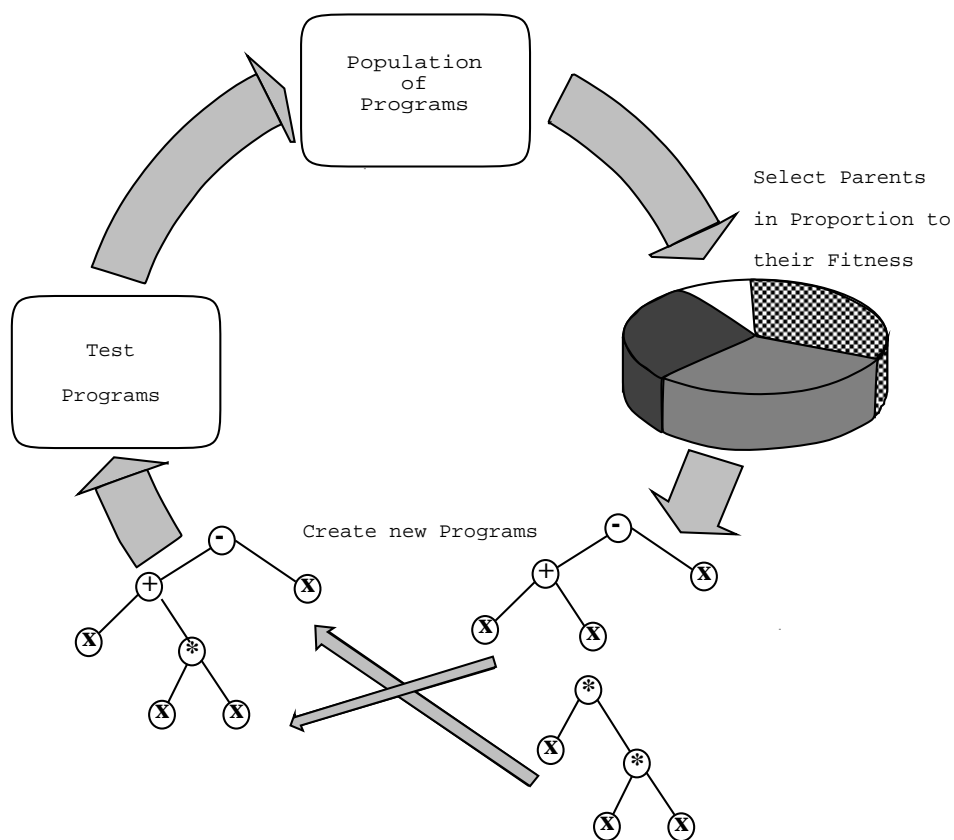 Population
of
Programs
Select Parents
in Proportion to
their Fitness
Test
Programs
Create new Programs
-
+
x
x
*
x
x
-
+
x
x
x
*
x
*
x
x